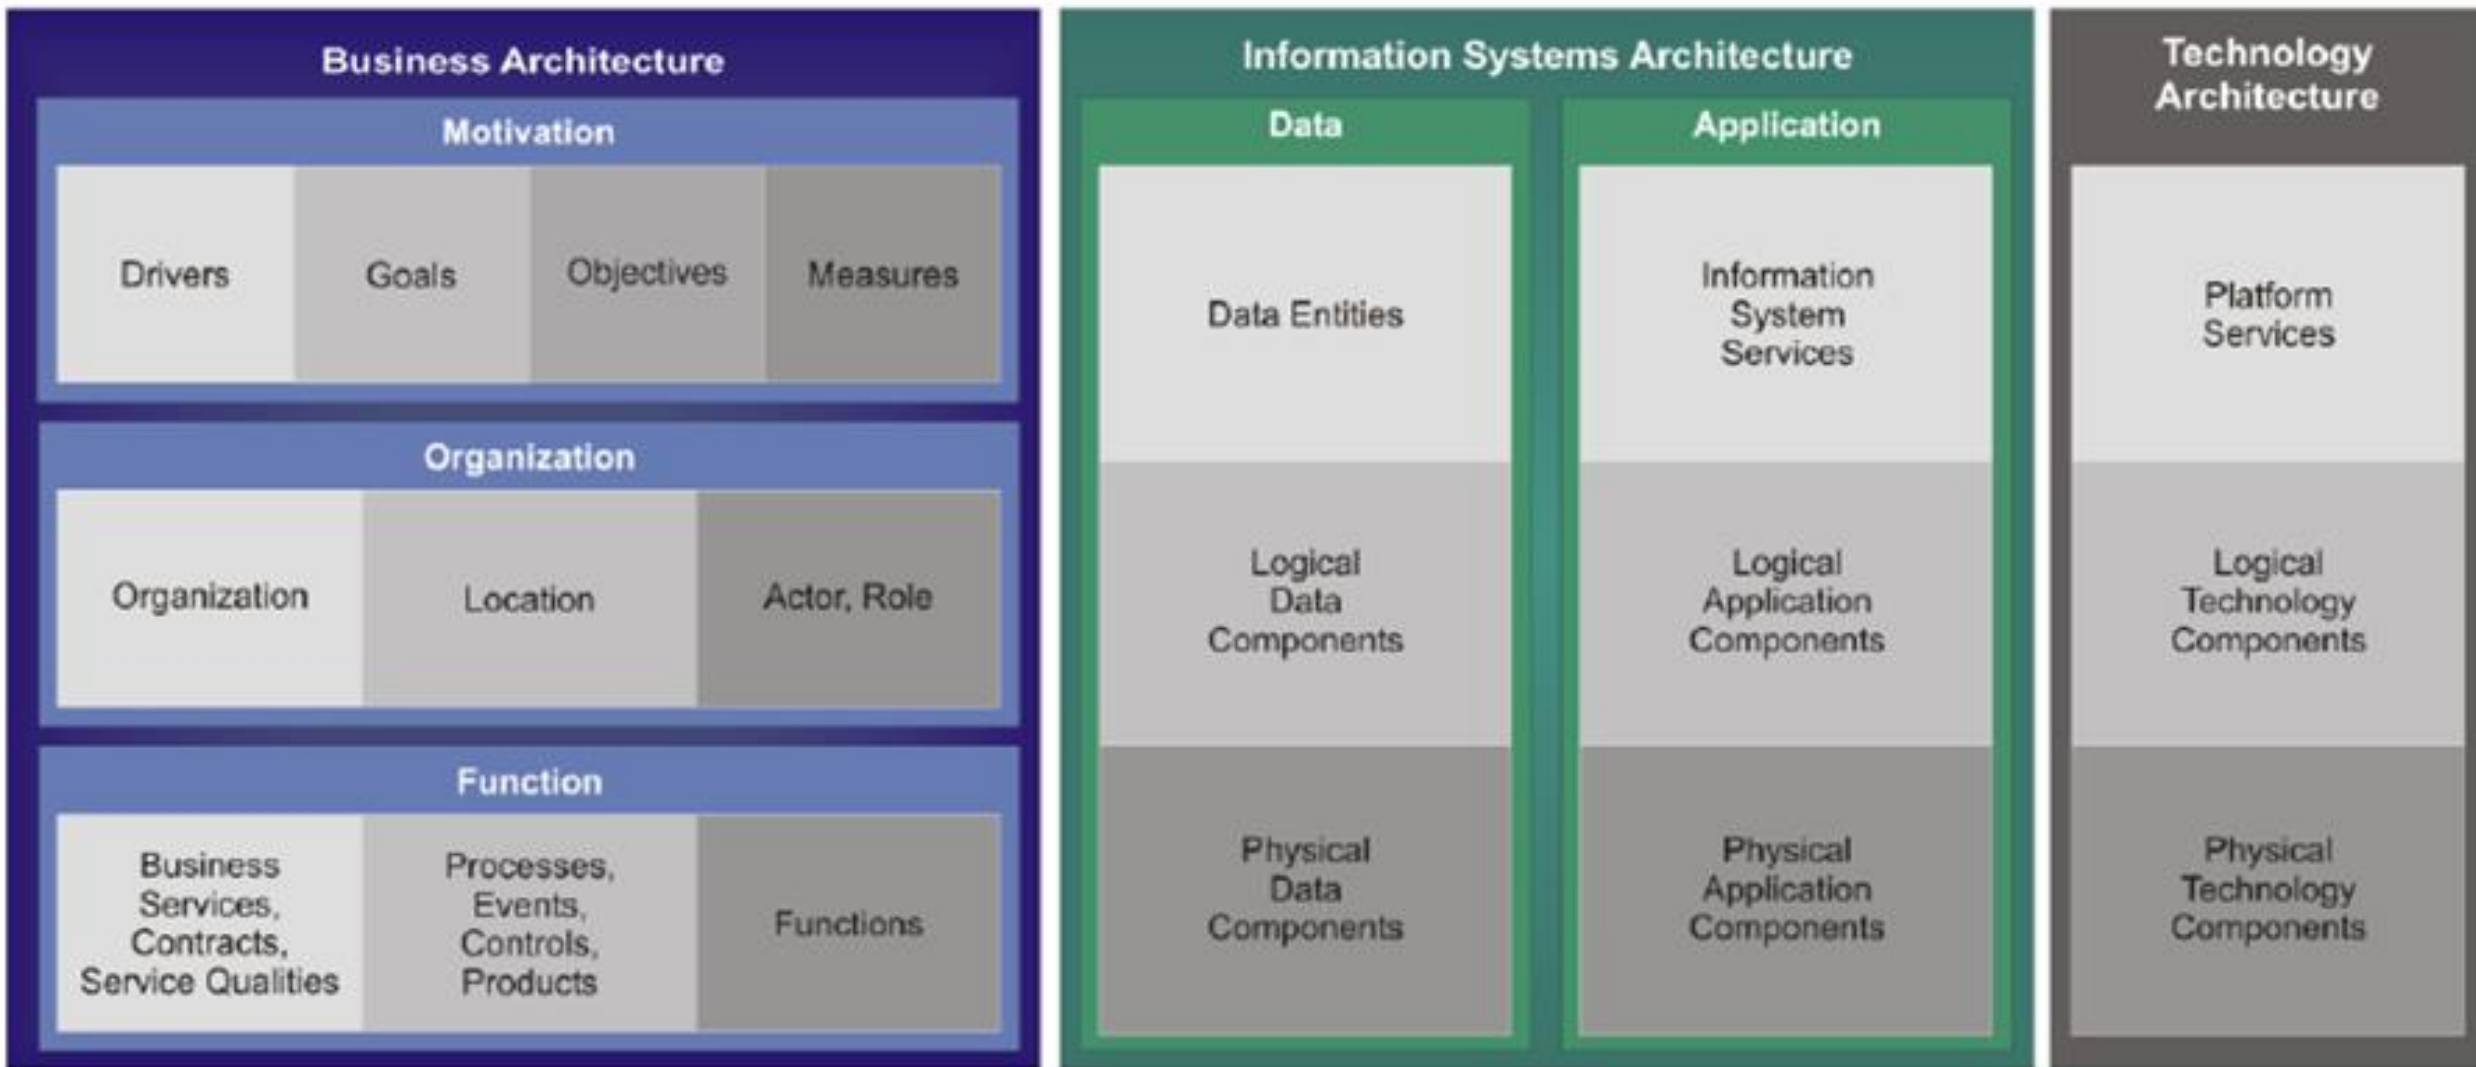 Business Architecture
Motivation
Drivers
Goals
Objectives
Measures
Organization
Organization
Location
Actor, Role
Function
Business
Services,
Contracts,
Service Qualities
Processes,
Events,
Controls,
Products
Functions
Information Systems Architecture
Data
Data Entities
Logical
Data
Components
Physical
Data
Components
Application
Information
System
Services
Logical
Application
Components
Physical
Application
Components
Technology
Architecture
Platform
Services
Logical
Technology
Components
Physical
Technology
Components